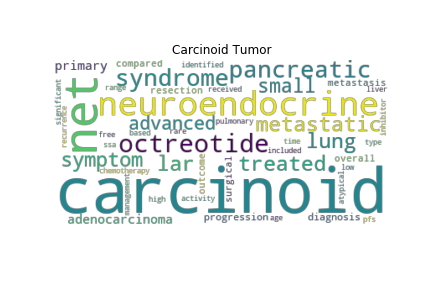 Carcinoid Tumor
primary compared identified
syndrome pancreatic
significant net resection received small metastasis
range liver
neuroendocrine
recurrence advanced pulmonary metastatic inhibitor
free based rare
ssa octreotide time lung type
included
symptom chemotherapy lar outcome treated overall
management surgical low
carcinoid
high activity atypical
adenocarcinoma progression age diagnosis pfs